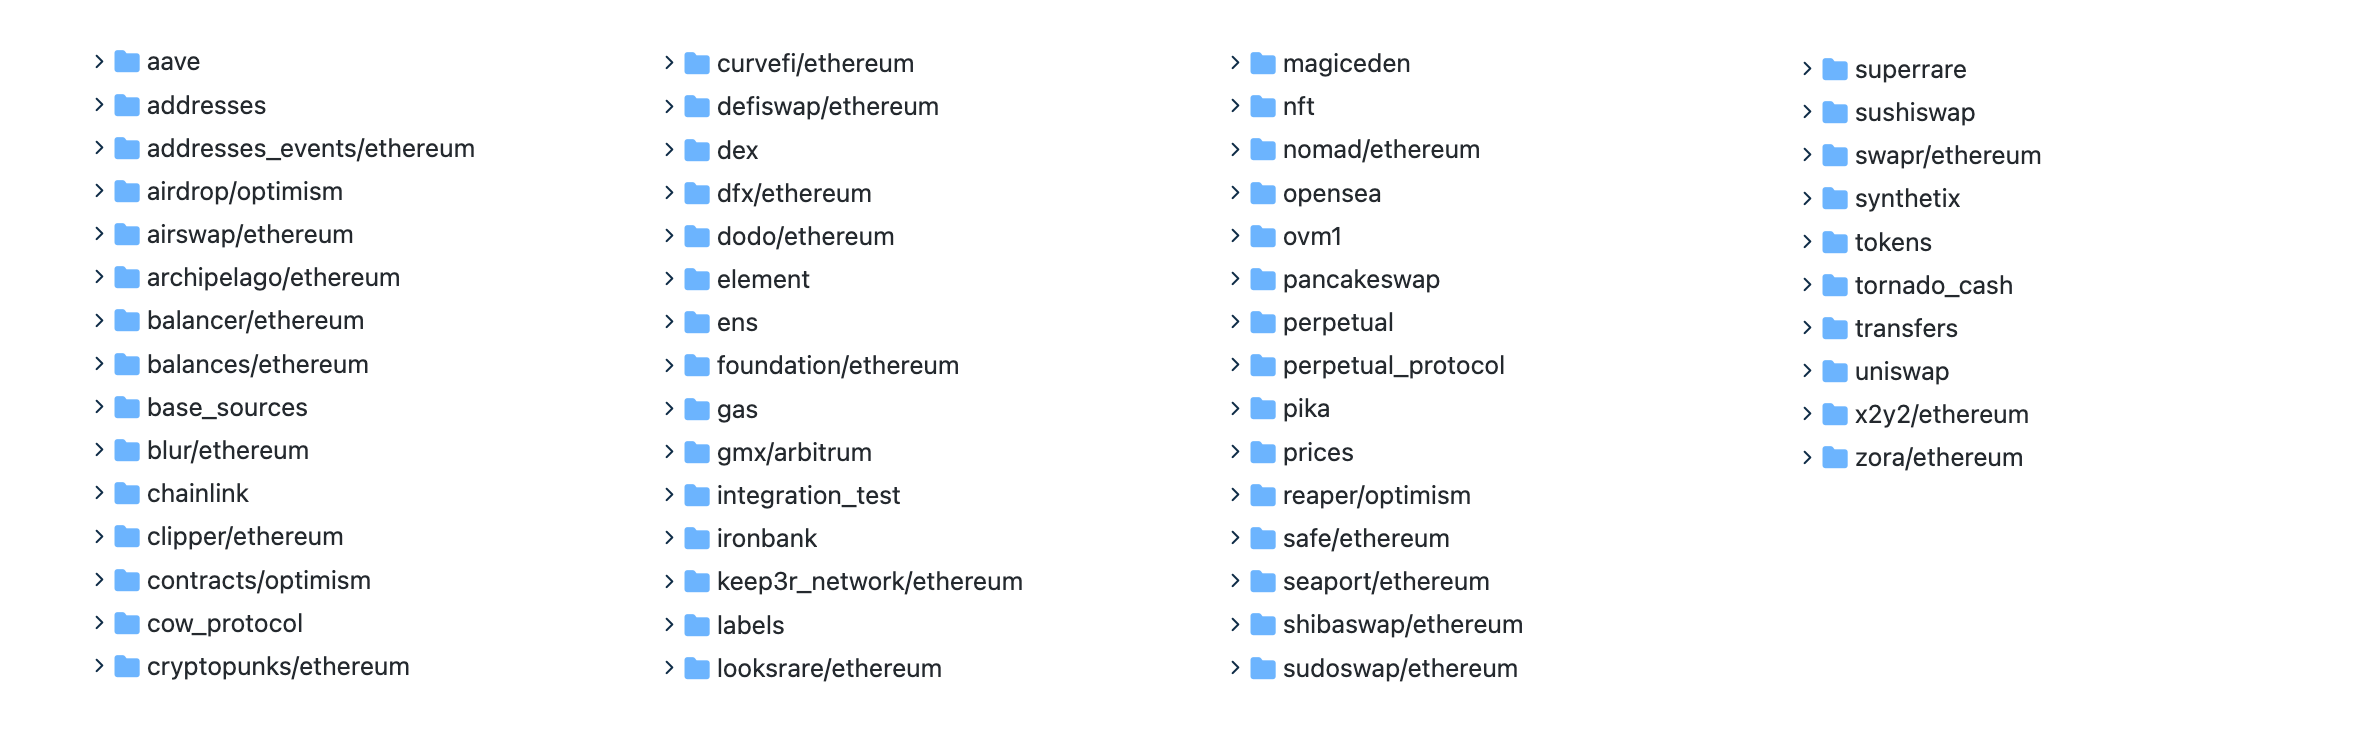 aave
addresses
addresses_events/ethereum
airdrop/optimism
airswap/ethereum
archipelago/ethereum
balancer/ethereum
balances/ethereum
base_sources
blur/ethereum
chainlink
clipper/ethereum
contracts/optimism
cow_protocol
cryptopunks/ethereum
curvefi/ethereum
defiswap/ethereum
dex
dfx/ethereum
dodo/ethereum
element
ens
foundation/ethereum
gas
gmx/arbitrum
integration_test
ironbank
keep3r_network/ethereum
labels
looksrare/ethereum
magiceden
nft
nomad/ethereum
opensea
ovm1
pancakeswap
perpetual
perpetual_protocol
pika
prices
reaper/optimism
safe/ethereum
seaport/ethereum
shibaswap/ethereum
sudoswap/ethereum
superrare
sushiswap
swapr/ethereum
synthetix
tokens
tornado_cash
transfers
uniswap
x2y2/ethereum
zora/ethereum